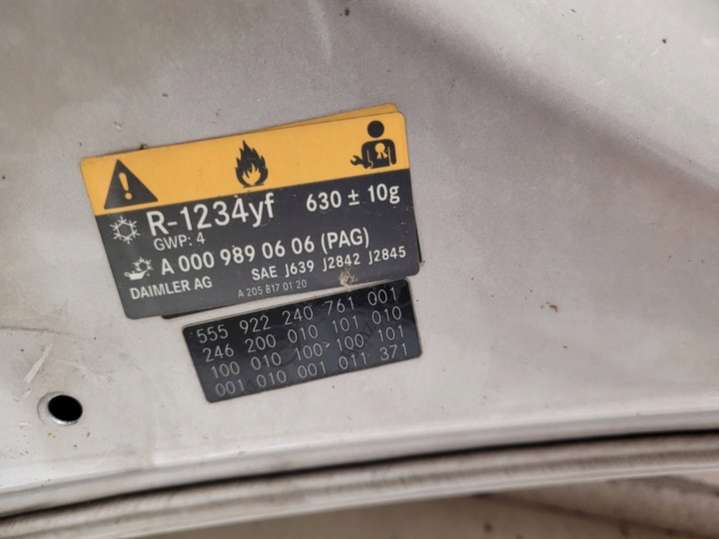 R-1234yf 630 ± 10g
GWP: 4
A 000 989 06 06 (PAG)
SAE J639 J2842 J2845
DAIMLER AG
A 205 817 01 20
555 922 240 761 001
246 200 010 101 010
100 010 100 100 101
001 010 001 011 371